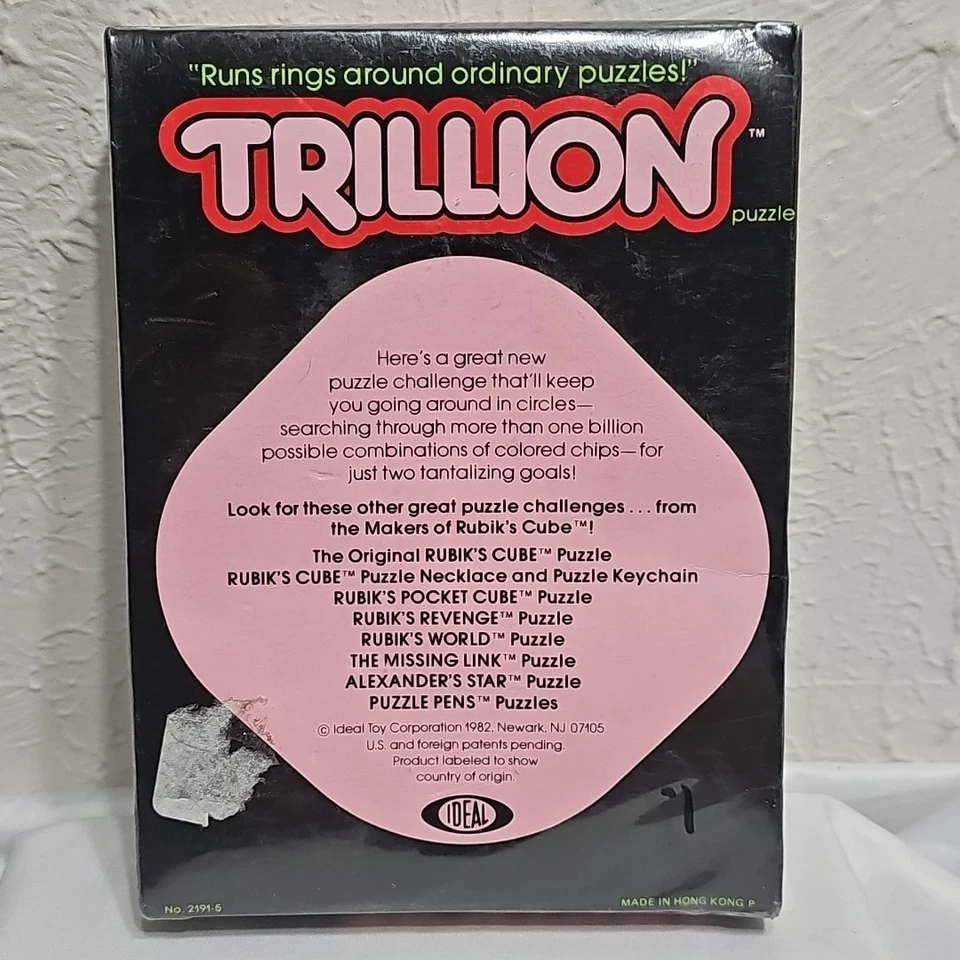 "Runs rings around ordinary puzzles!"
TRILLION™
puzzle
Here's a great new
puzzle challenge that'll keep
you going around in circles—
searching through more than one billion
possible combinations of colored chips—for
just two tantalizing goals!
Look for these other great puzzle challenges . . . from
the Makers of Rubik's Cube™!
The Original RUBIK'S CUBE™ Puzzle
RUBIK'S CUBE™ Puzzle Necklace and Puzzle Keychain
RUBIK'S POCKET CUBE™ Puzzle
RUBIK'S REVENGE™ Puzzle
RUBIK'S WORLD™ Puzzle
THE MISSING LINK™ Puzzle
ALEXANDER'S STAR™ Puzzle
PUZZLE PENS™ Puzzles
© Ideal Toy Corporation 1982, Newark, NJ 07105
U.S. and foreign patents pending.
Product labeled to show
country of origin.
IDEAL
No. 2191-5
MADE IN HONG KONG P